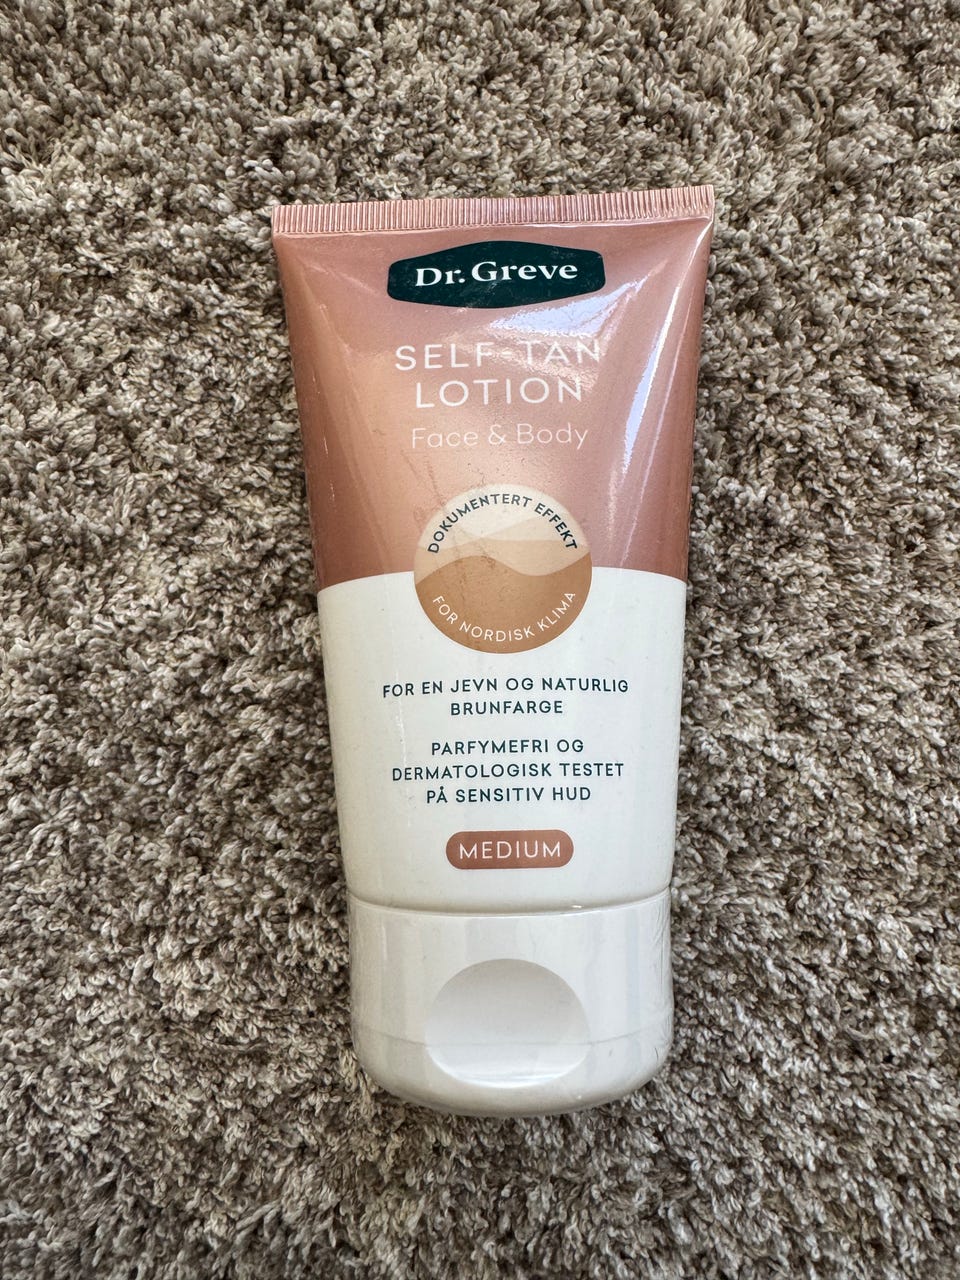 Dr. Greve
SELF-TAN
LOTION
Face & Body
DOKUMENTERT EFFEKT
FOR NORDISK KLIMA
FOR EN JEVN OG NATURLIG
BRUNFARGE
PARFYMEFRI OG
DERMATOLOGISK TESTET
PÅ SENSITIV HUD
MEDIUM